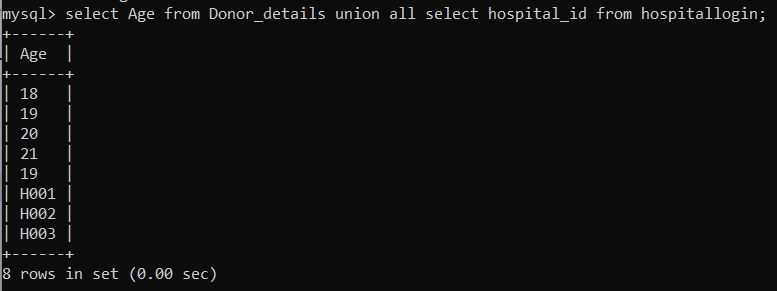 mysql> select Age from Donor_details union all select hospital_id from hospitallogin;
+------+
| Age  |
+------+
| 18   |
| 19   |
| 20   |
| 21   |
| 19   |
| H001 |
| H002 |
| H003 |
+------+
8 rows in set (0.00 sec)